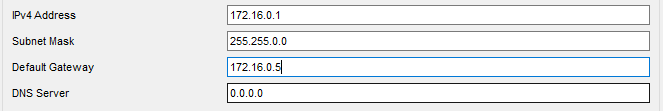 IPv4 Address 172.16.0.1
Subnet Mask 255.255.0.0
Default Gateway 172.16.0.5
DNS Server 0.0.0.0